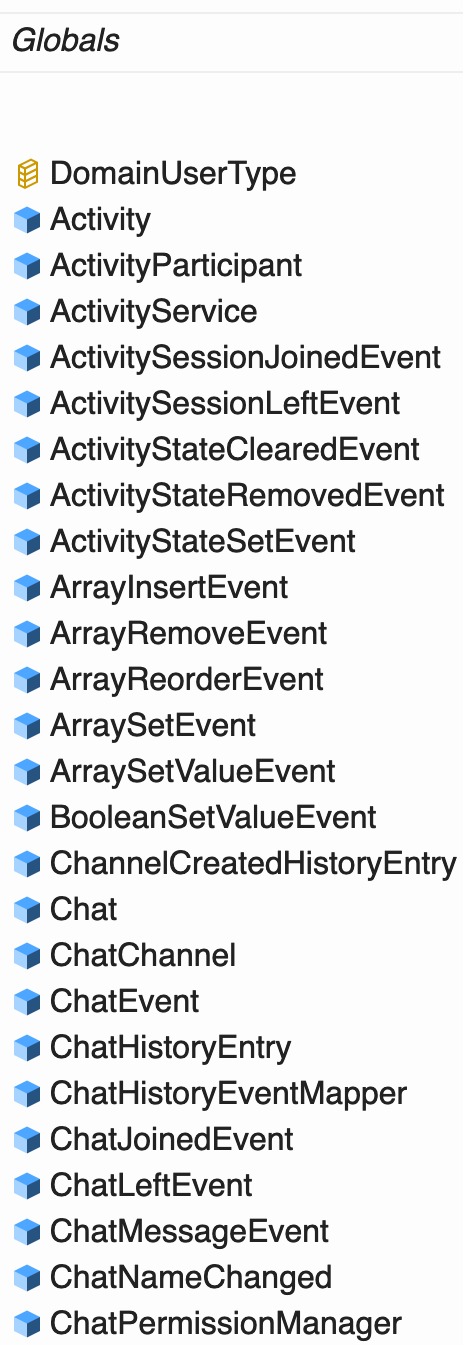 Globals
DomainUserType
Activity
ActivityParticipant
ActivityService
ActivitySessionJoinedEvent
ActivitySessionLeftEvent
ActivityStateClearedEvent
ActivityStateRemovedEvent
ActivityStateSetEvent
ArrayInsertEvent
ArrayRemoveEvent
ArrayReorderEvent
ArraySetEvent
ArraySetValueEvent
BooleanSetValueEvent
ChannelCreatedHistoryEntry
Chat
ChatChannel
ChatEvent
ChatHistoryEntry
ChatHistoryEventMapper
ChatJoinedEvent
ChatLeftEvent
ChatMessageEvent
ChatNameChanged
ChatPermissionManager